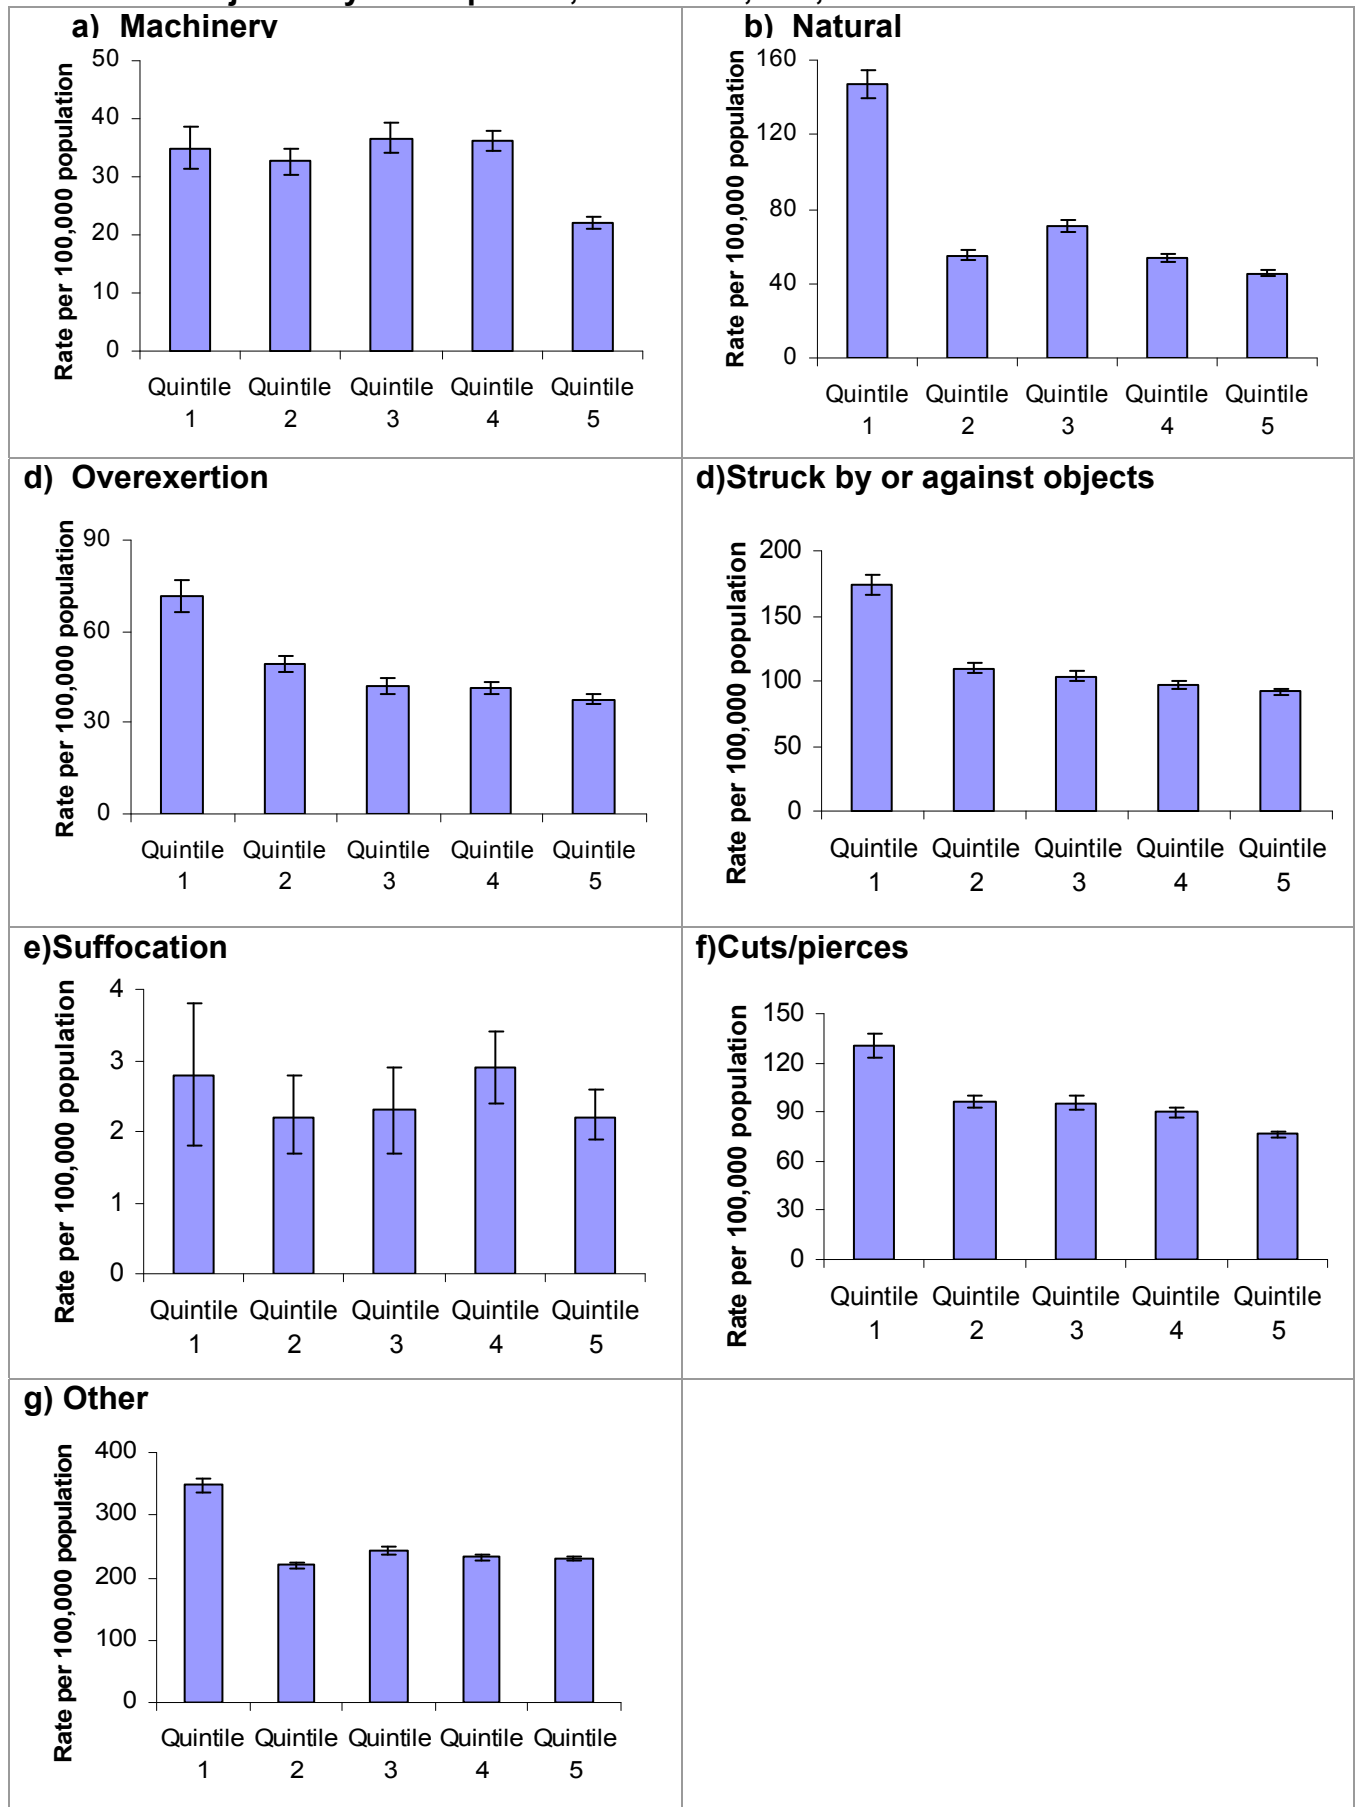 a) Machinery
Rate per 100,000 population
50
40
30
20
10
0
Quintile Quintile Quintile Quintile Quintile
1 2 3 4 5
b) Natural
Rate per 100,000 population
160
120
80
40
0
Quintile Quintile Quintile Quintile Quintile
1 2 3 4 5
d) Overexertion
Rate per 100,000 population
90
60
30
0
Quintile Quintile Quintile Quintile Quintile
1 2 3 4 5
d)Struck by or against objects
Rate per 100,000 population
200
150
100
50
0
Quintile Quintile Quintile Quintile Quintile
1 2 3 4 5
e)Suffocation
Rate per 100,000 population
4
3
2
1
0
Quintile Quintile Quintile Quintile Quintile
1 2 3 4 5
f)Cuts/pierces
Rate per 100,000 population
150
120
90
60
30
0
Quintile Quintile Quintile Quintile Quintile
1 2 3 4 5
g) Other
Rate per 100,000 population
400
300
200
100
0
Quintile Quintile Quintile Quintile Quintile
1 2 3 4 5